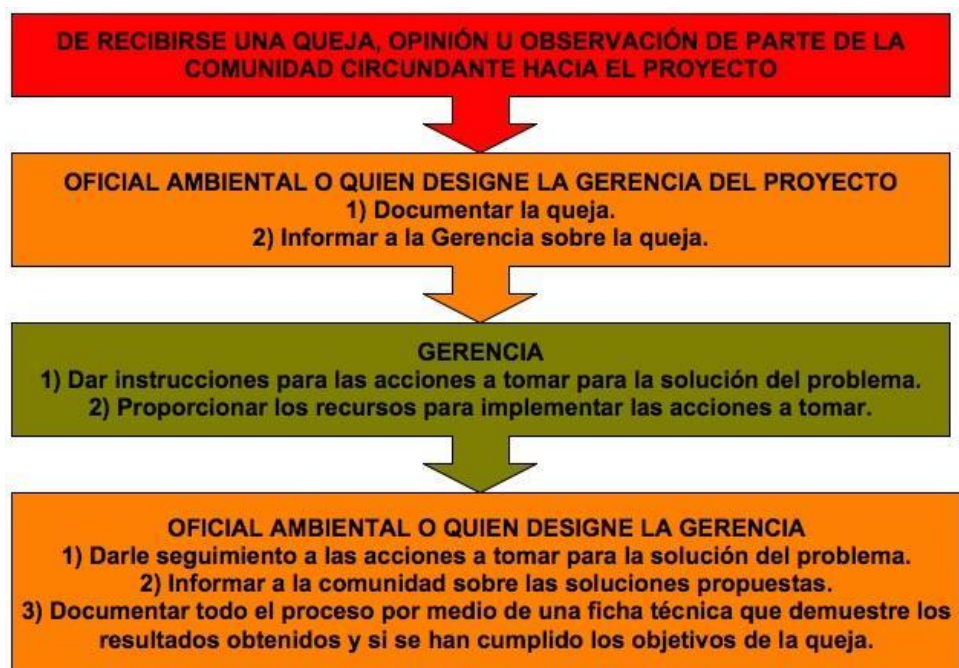 DE RECIBIRSE UNA QUEJA, OPINIÓN U OBSERVACIÓN DE PARTE DE LA
COMUNIDAD CIRCUNDANTE HACIA EL PROYECTO
OFICIAL AMBIENTAL O QUIEN DESIGNE LA GERENCIA DEL PROYECTO
1) Documentar la queja.
2) Informar a la Gerencia sobre la queja.
GERENCIA
1) Dar instrucciones para las acciones a tomar para la solución del problema.
2) Proporcionar los recursos para implementar las acciones a tomar.
OFICIAL AMBIENTAL O QUIEN DESIGNE LA GERENCIA
1) Darle seguimiento a las acciones a tomar para la solución del problema.
2) Informar a la comunidad sobre las soluciones propuestas.
3) Documentar todo el proceso por medio de una ficha técnica que demuestre los
resultados obtenidos y si se han cumplido los objetivos de la queja.